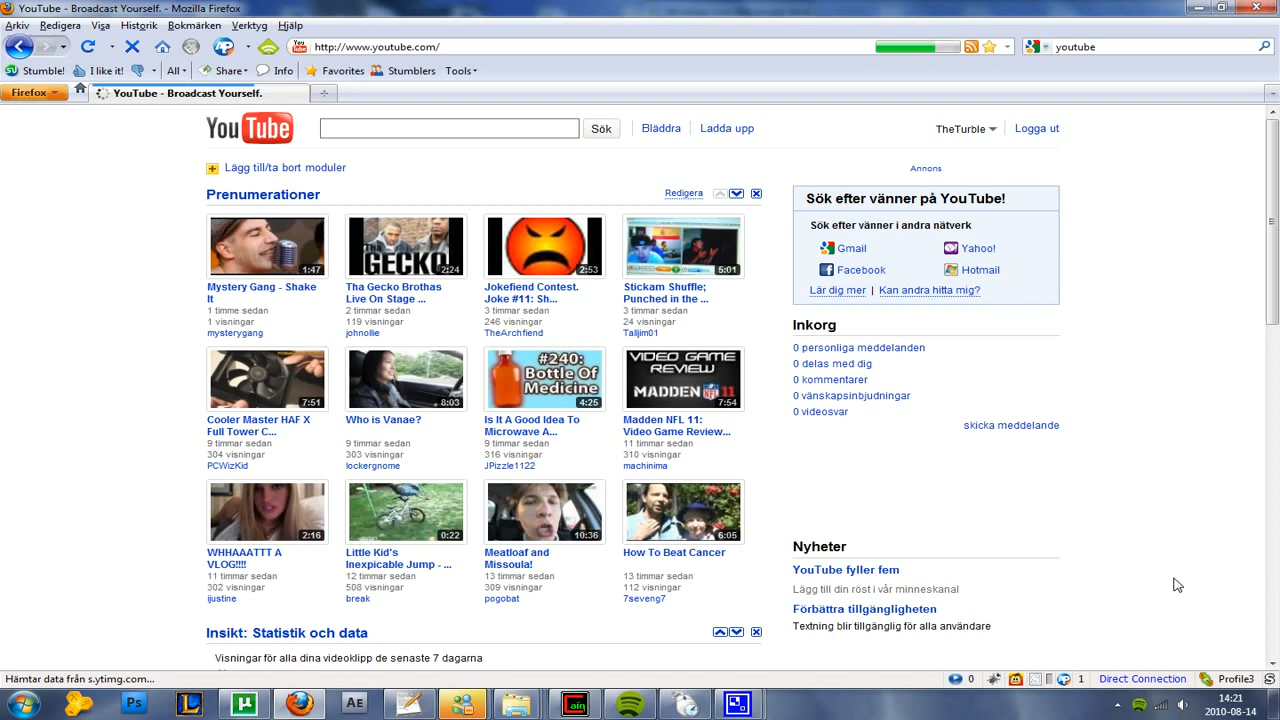 YouTube - Broadcast Yourself. - Mozilla Firefox
Arkiv Redigera Visa Historik Bokmärken Verktyg Hjälp
http://www.youtube.com/ youtube
Stumble! I like it! All Share Info Favorites Stumblers Tools
Firefox YouTube - Broadcast Yourself.
YouTube Sök Bläddra Ladda upp TheTurble Logga ut
Lägg till/ta bort moduler
Annons
Prenumerationer Redigera
1:47 2:24 2:53 5:01
THA GECKO
Mystery Gang - Shake It
1 timme sedan
1 visningar
mysterygang
Tha Gecko Brothas Live On Stage ...
2 timmar sedan
119 visningar
johnollie
Jokefiend Contest. Joke #11: Sh...
3 timmar sedan
246 visningar
TheArchfiend
Stickam Shuffle; Punched in the ...
3 timmar sedan
24 visningar
Talljim01
7:51 8:03 4:25 7:54
#240: Bottle Of Medicine
VIDEO GAME REVIEW
MADDEN NFL 11
Cooler Master HAF X Full Tower C...
9 timmar sedan
304 visningar
PCWizKid
Who is Vanae?
9 timmar sedan
303 visningar
lockergnome
Is It A Good Idea To Microwave A...
9 timmar sedan
316 visningar
JPizzle1122
Madden NFL 11: Video Game Review...
11 timmar sedan
310 visningar
machinima
2:16 0:22 10:36 6:05
WHHAAATTT A VLOG!!!!
11 timmar sedan
302 visningar
ijustine
Little Kid's Inexpicable Jump - ...
12 timmar sedan
508 visningar
break
Meatloaf and Missoula!
13 timmar sedan
309 visningar
pogobat
How To Beat Cancer
13 timmar sedan
112 visningar
7seveng7
Insikt: Statistik och data
Visningar för alla dina videoklipp de senaste 7 dagarna
Sök efter vänner på YouTube!
Sök efter vänner i andra nätverk
Gmail Yahoo!
Facebook Hotmail
Lär dig mer | Kan andra hitta mig?
Inkorg
0 personliga meddelanden
0 delas med dig
0 kommentarer
0 vänskapsinbjudningar
0 videosvar
skicka meddelande
Nyheter
YouTube fyller fem
Lägg till din röst i vår minneskanal
Förbättra tillgängligheten
Textning blir tillgänglig för alla användare
Hämtar data från s.ytimg.com... 0 1 Direct Connection Profile3
Ps L µ Ae Cain 14:21
2010-08-14